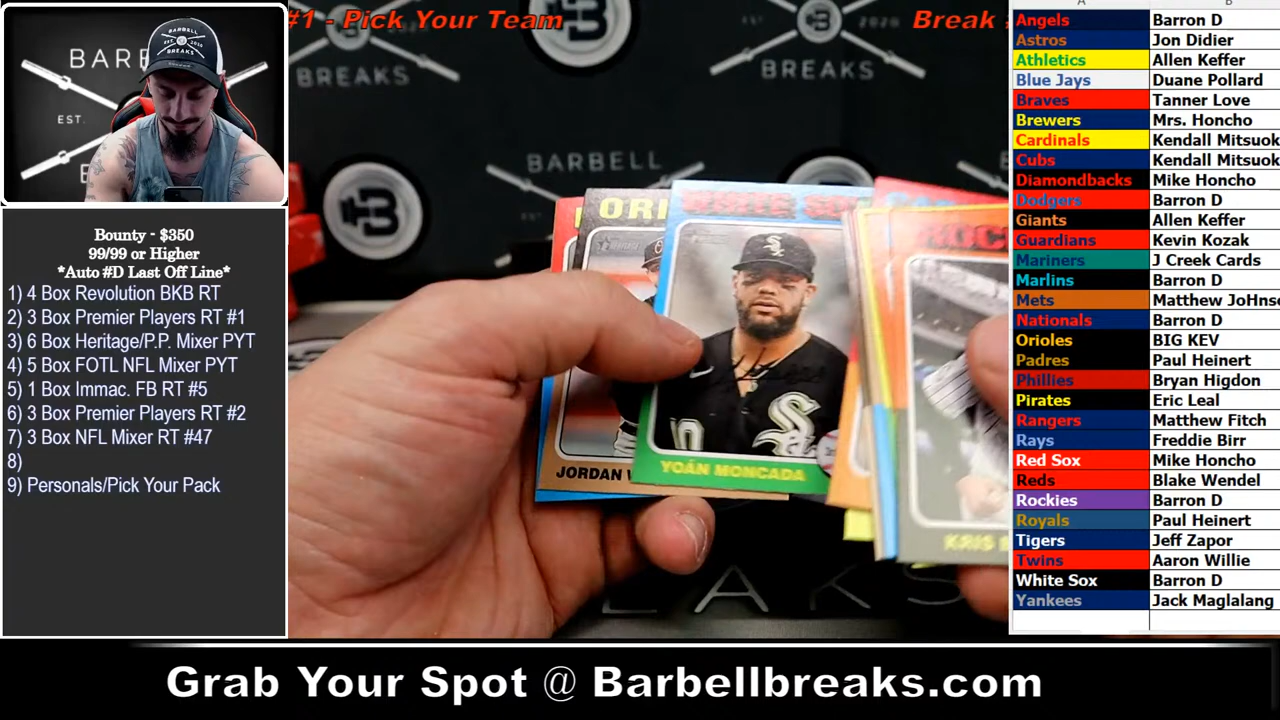 #1 - Pick Your Team
Break
BARBELL
BREAKS
EST.
BREAKS
BREAKS
BARBELL
Bounty - $350
99/99 or Higher
*Auto #D Last Off Line*
1) 4 Box Revolution BKB RT
2) 3 Box Premier Players RT #1
3) 6 Box Heritage/P.P. Mixer PYT
4) 5 Box FOTL NFL Mixer PYT
5) 1 Box Immac. FB RT #5
6) 3 Box Premier Players RT #2
7) 3 Box NFL Mixer RT #47
8)
9) Personals/Pick Your Pack
ORI
ROC
JORDAN
YOÁN MONCADA
KRIS
A B
Angels Barron D
Astros Jon Didier
Athletics Allen Keffer
Blue Jays Duane Pollard
Braves Tanner Love
Brewers Mrs. Honcho
Cardinals Kendall Mitsuok
Cubs Kendall Mitsuok
Diamondbacks Mike Honcho
Dodgers Barron D
Giants Allen Keffer
Guardians Kevin Kozak
Mariners J Creek Cards
Marlins Barron D
Mets Matthew JoHnso
Nationals Barron D
Orioles BIG KEV
Padres Paul Heinert
Phillies Bryan Higdon
Pirates Eric Leal
Rangers Matthew Fitch
Rays Freddie Birr
Red Sox Mike Honcho
Reds Blake Wendel
Rockies Barron D
Royals Paul Heinert
Tigers Jeff Zapor
Twins Aaron Willie
White Sox Barron D
Yankees Jack Maglalang
Grab Your Spot @ Barbellbreaks.com